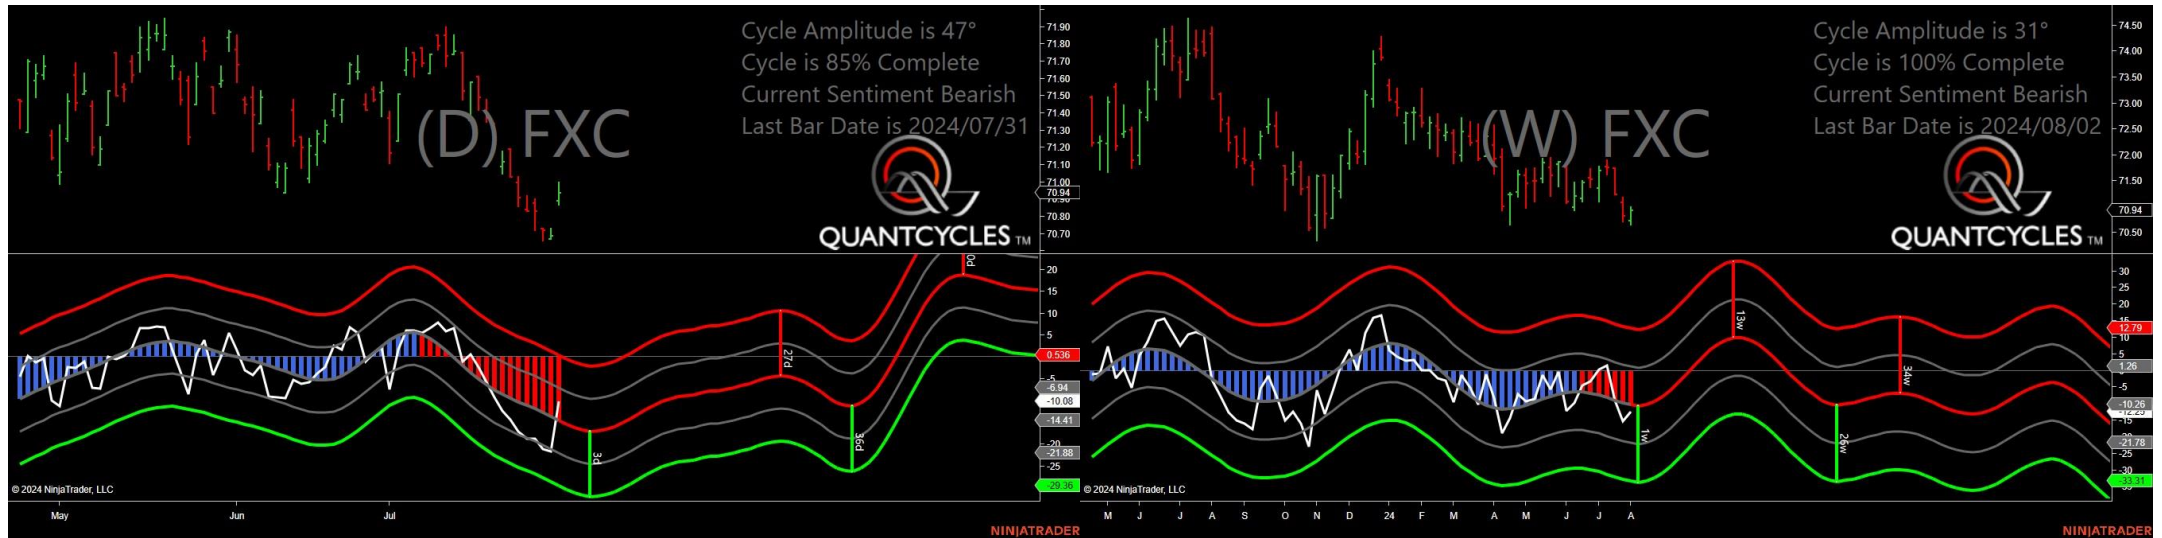 Cycle Amplitude is 47°
Cycle is 85% Complete
Current Sentiment Bearish
Last Bar Date is 2024/07/31
(D) FXC
QUANTCYCLES TM
71.90
71.80
71.70
71.60
71.50
71.40
71.30
71.20
71.10
71.00
70.94
70.80
70.70
20
15
10
5
0.536
-5
-6.94
-10.08
-14.41
-20
-21.88
-25
-29.36
3d
27d
36d
0d
© 2024 NinjaTrader, LLC
May
Jun
Jul
NINJATRADER
Cycle Amplitude is 31°
Cycle is 100% Complete
Current Sentiment Bearish
Last Bar Date is 2024/08/02
(W) FXC
QUANTCYCLES TM
74.50
74.00
73.50
73.00
72.50
72.00
71.50
70.94
70.50
30
25
20
12.79
10
5
1.26
-5
-10.26
-12.25
-15
-21.78
-25
-30
-33.31
1w
13w
26w
34w
© 2024 NinjaTrader, LLC
M J J A S O N D 24 F M A M J J A
NINJATRADER